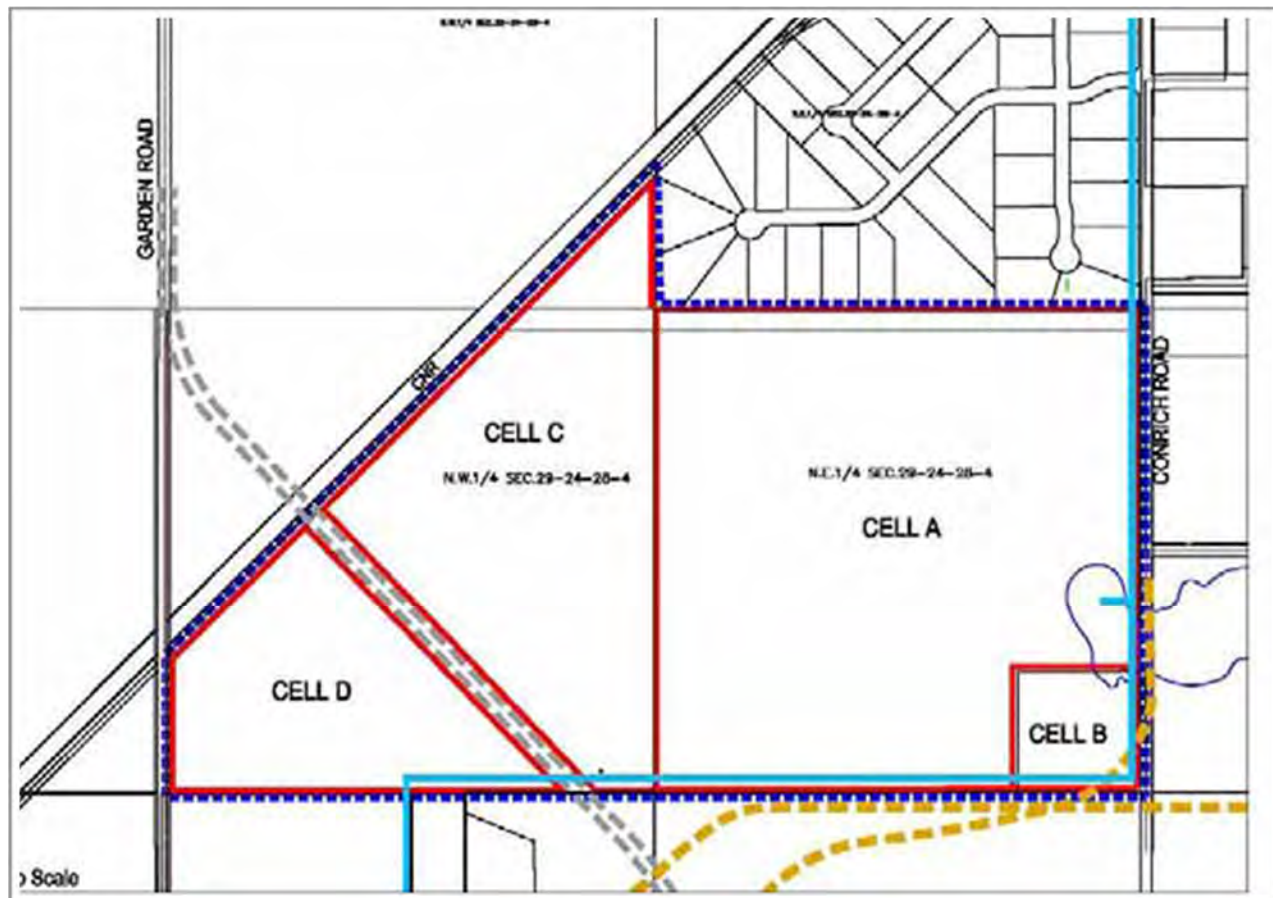 GARDEN ROAD
CNR
CONRICH ROAD
CELL C
N.W.1/4 SEC.29-24-28-4
N.E.1/4 SEC.29-24-28-4
CELL A
CELL D
CELL B
Scale